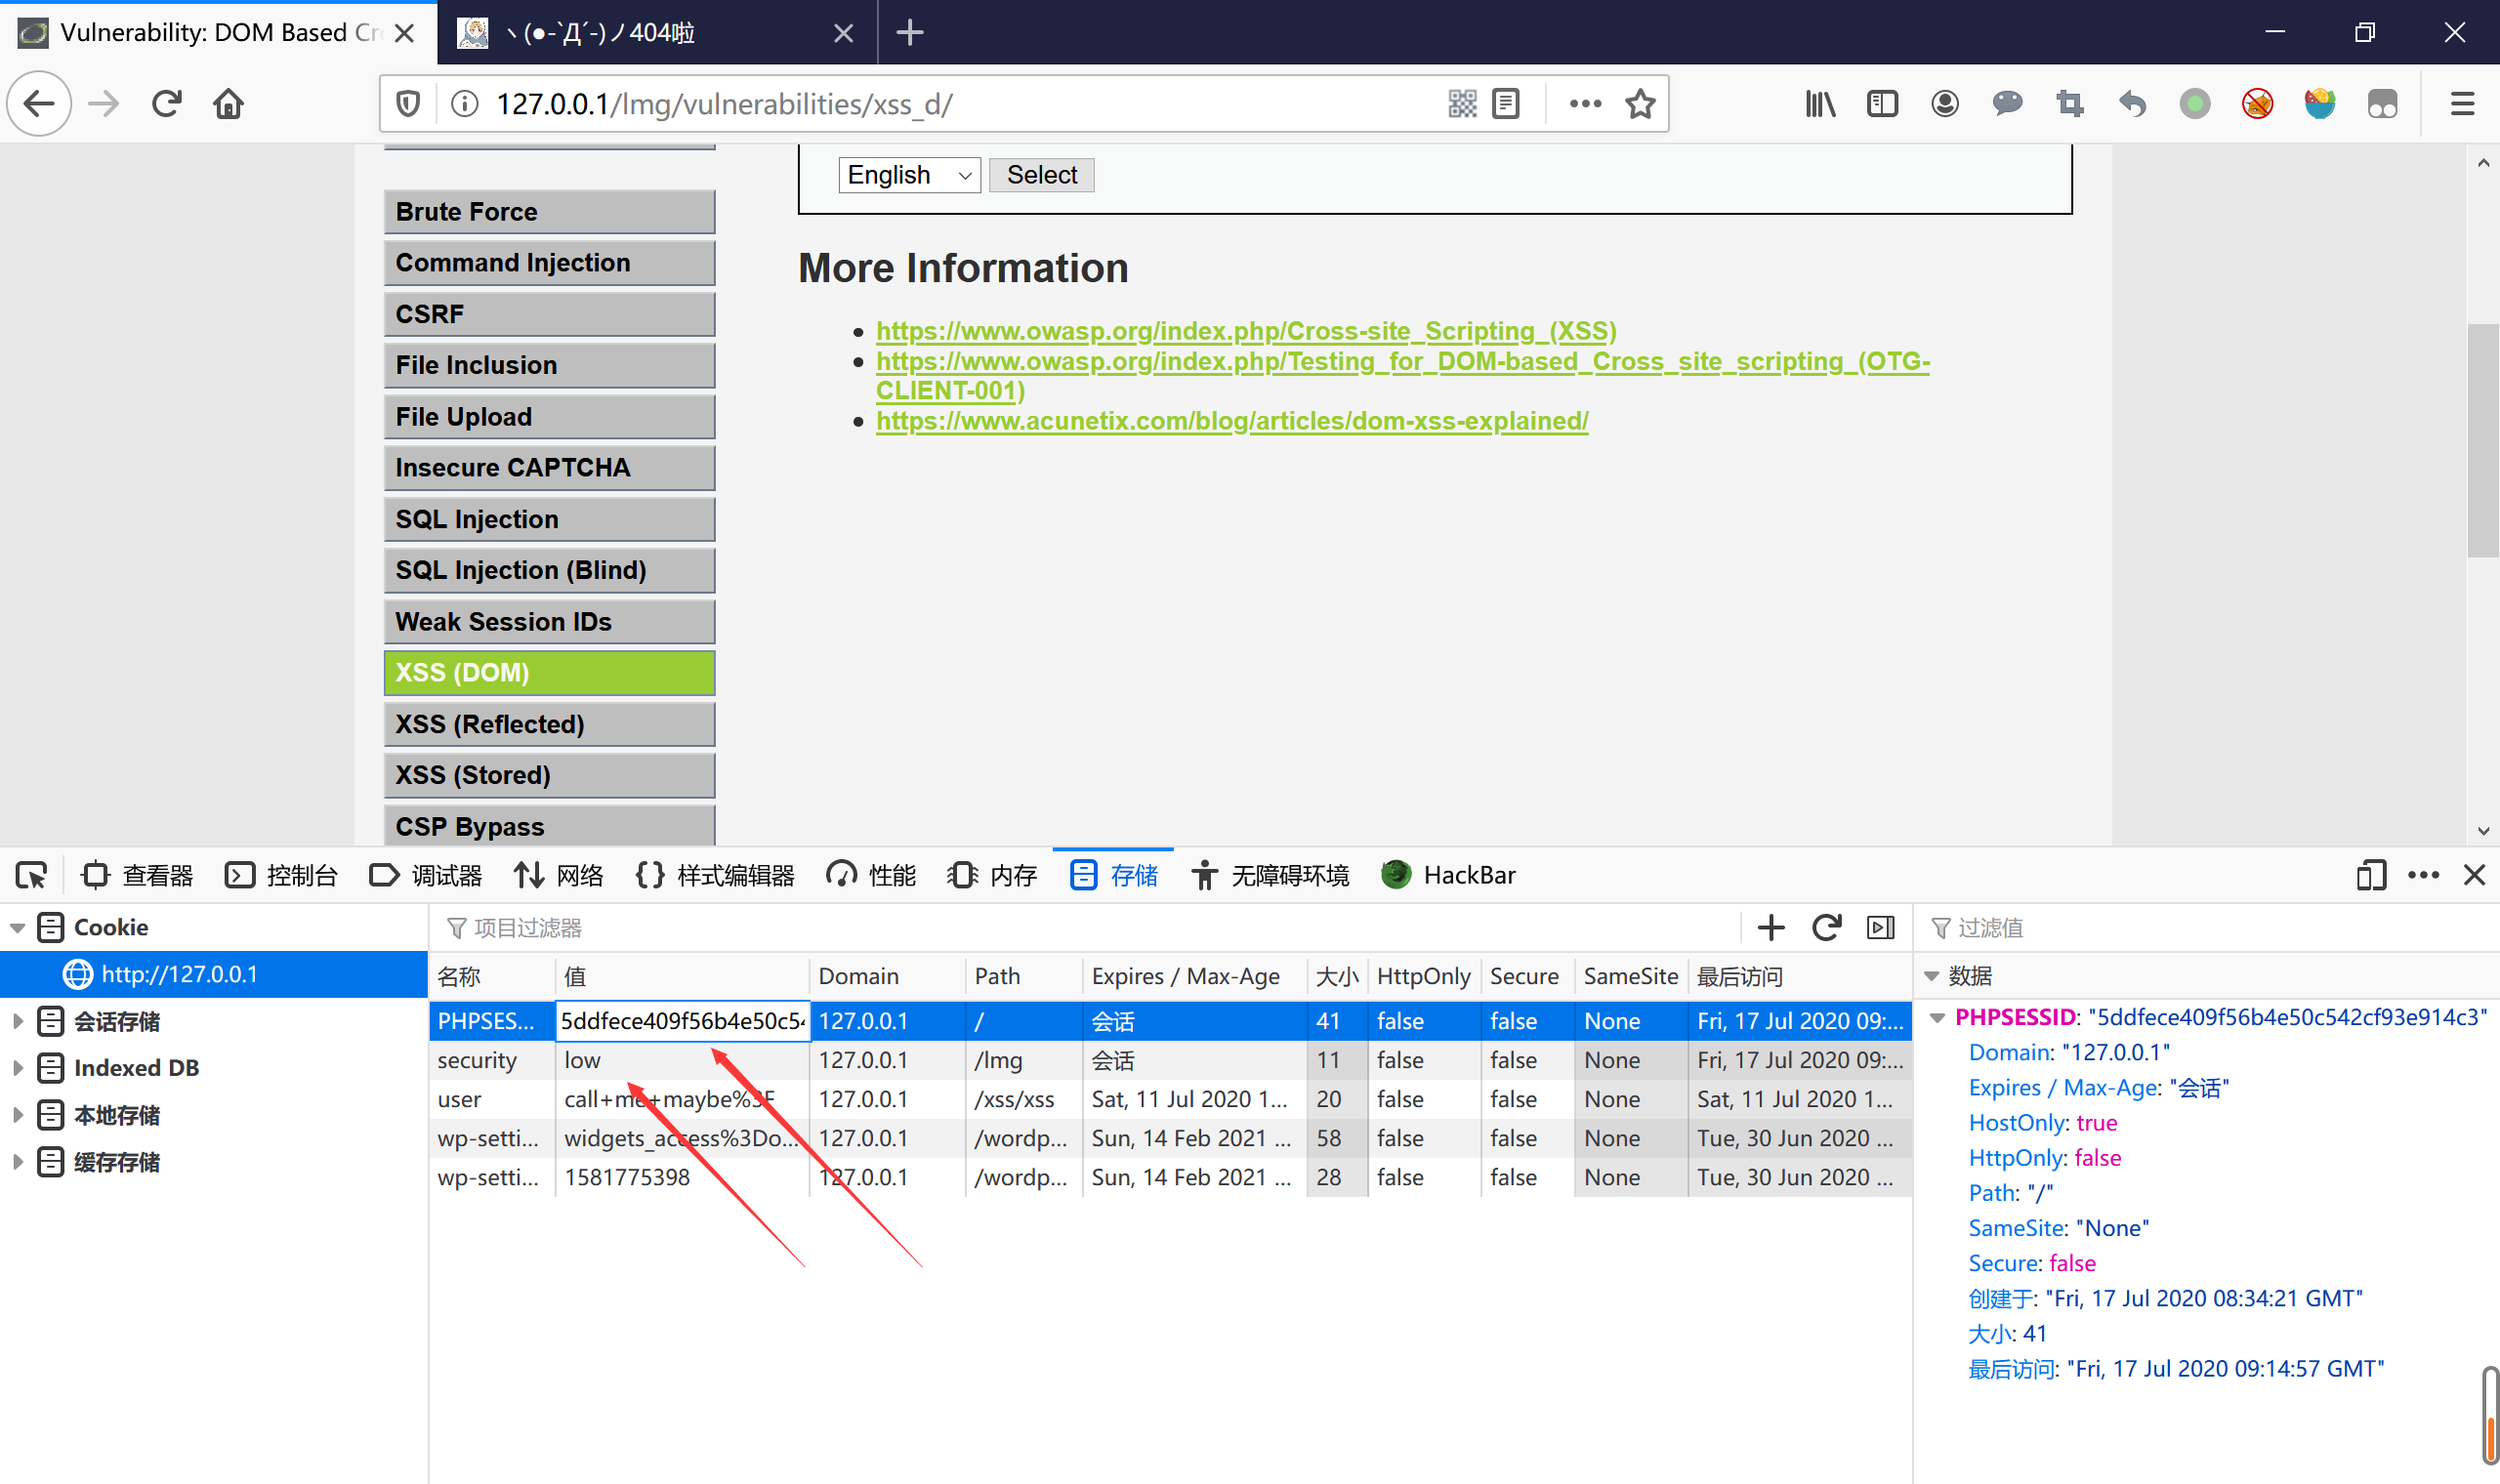 Vulnerability: DOM Based Cr
ヽ(●-`Д´-)ノ404啦
127.0.0.1/lmg/vulnerabilities/xss_d/
English
Select
Brute Force
Command Injection
CSRF
File Inclusion
File Upload
Insecure CAPTCHA
SQL Injection
SQL Injection (Blind)
Weak Session IDs
XSS (DOM)
XSS (Reflected)
XSS (Stored)
CSP Bypass
More Information
https://www.owasp.org/index.php/Cross-site_Scripting_(XSS)
https://www.owasp.org/index.php/Testing_for_DOM-based_Cross_site_scripting_(OTG-
CLIENT-001)
https://www.acunetix.com/blog/articles/dom-xss-explained/
查看器 控制台 调试器 网络 样式编辑器 性能 内存 存储 无障碍环境 HackBar
Cookie
http://127.0.0.1
会话存储
Indexed DB
本地存储
缓存存储
项目过滤器
名称 值 Domain Path Expires / Max-Age 大小 HttpOnly Secure SameSite 最后访问
PHPSES... 5ddfece409f56b4e50c54 127.0.0.1 / 会话 41 false false None Fri, 17 Jul 2020 09:...
security low 127.0.0.1 /lmg 会话 11 false false None Fri, 17 Jul 2020 09:...
user call+me+maybe%3F 127.0.0.1 /xss/xss Sat, 11 Jul 2020 1... 20 false false None Sat, 11 Jul 2020 1...
wp-setti... widgets_access%3Do... 127.0.0.1 /wordp... Sun, 14 Feb 2021 ... 58 false false None Tue, 30 Jun 2020 ...
wp-setti... 1581775398 127.0.0.1 /wordp... Sun, 14 Feb 2021 ... 28 false false None Tue, 30 Jun 2020 ...
过滤值
数据
PHPSESSID: "5ddfece409f56b4e50c542cf93e914c3"
Domain: "127.0.0.1"
Expires / Max-Age: "会话"
HostOnly: true
HttpOnly: false
Path: "/"
SameSite: "None"
Secure: false
创建于: "Fri, 17 Jul 2020 08:34:21 GMT"
大小: 41
最后访问: "Fri, 17 Jul 2020 09:14:57 GMT"